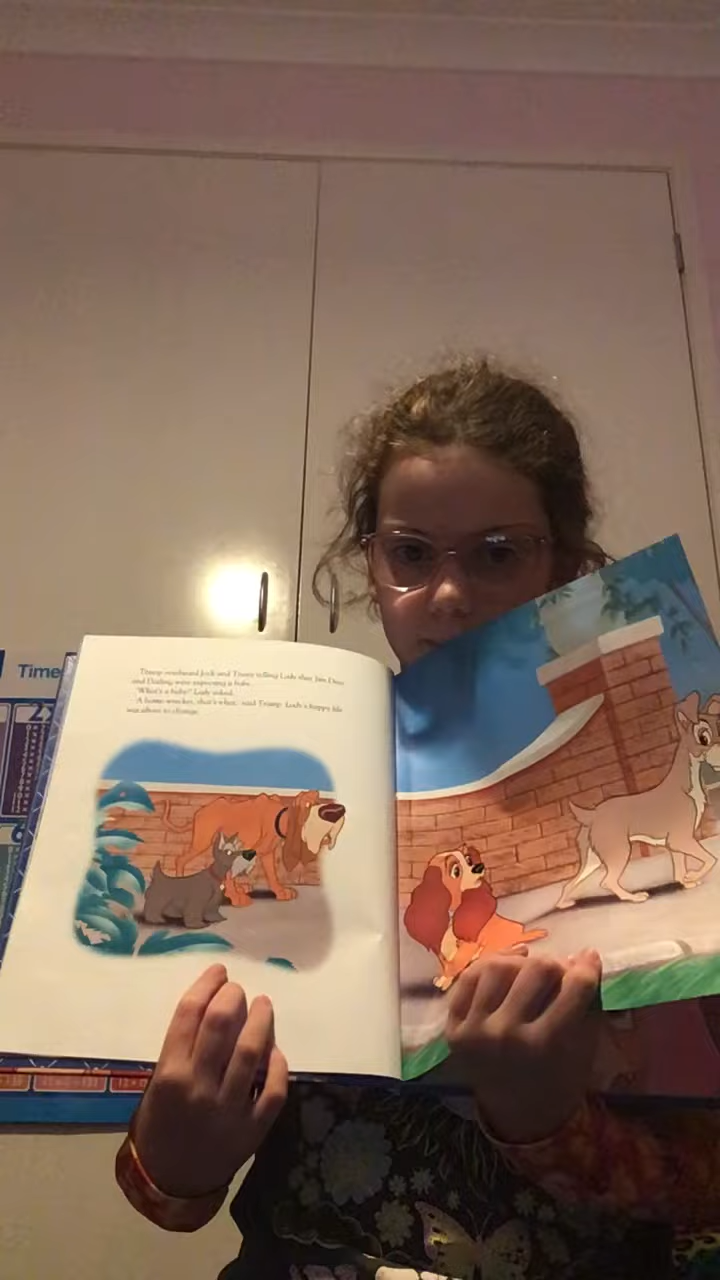 Tramp overheard Jock and Trusty telling Lady that Jim Dear
and Darling were expecting a baby.
"What's a baby?" Lady asked.
"A home-wrecker, that's what," said Tramp. Lady's happy life
was about to change.
Time
2